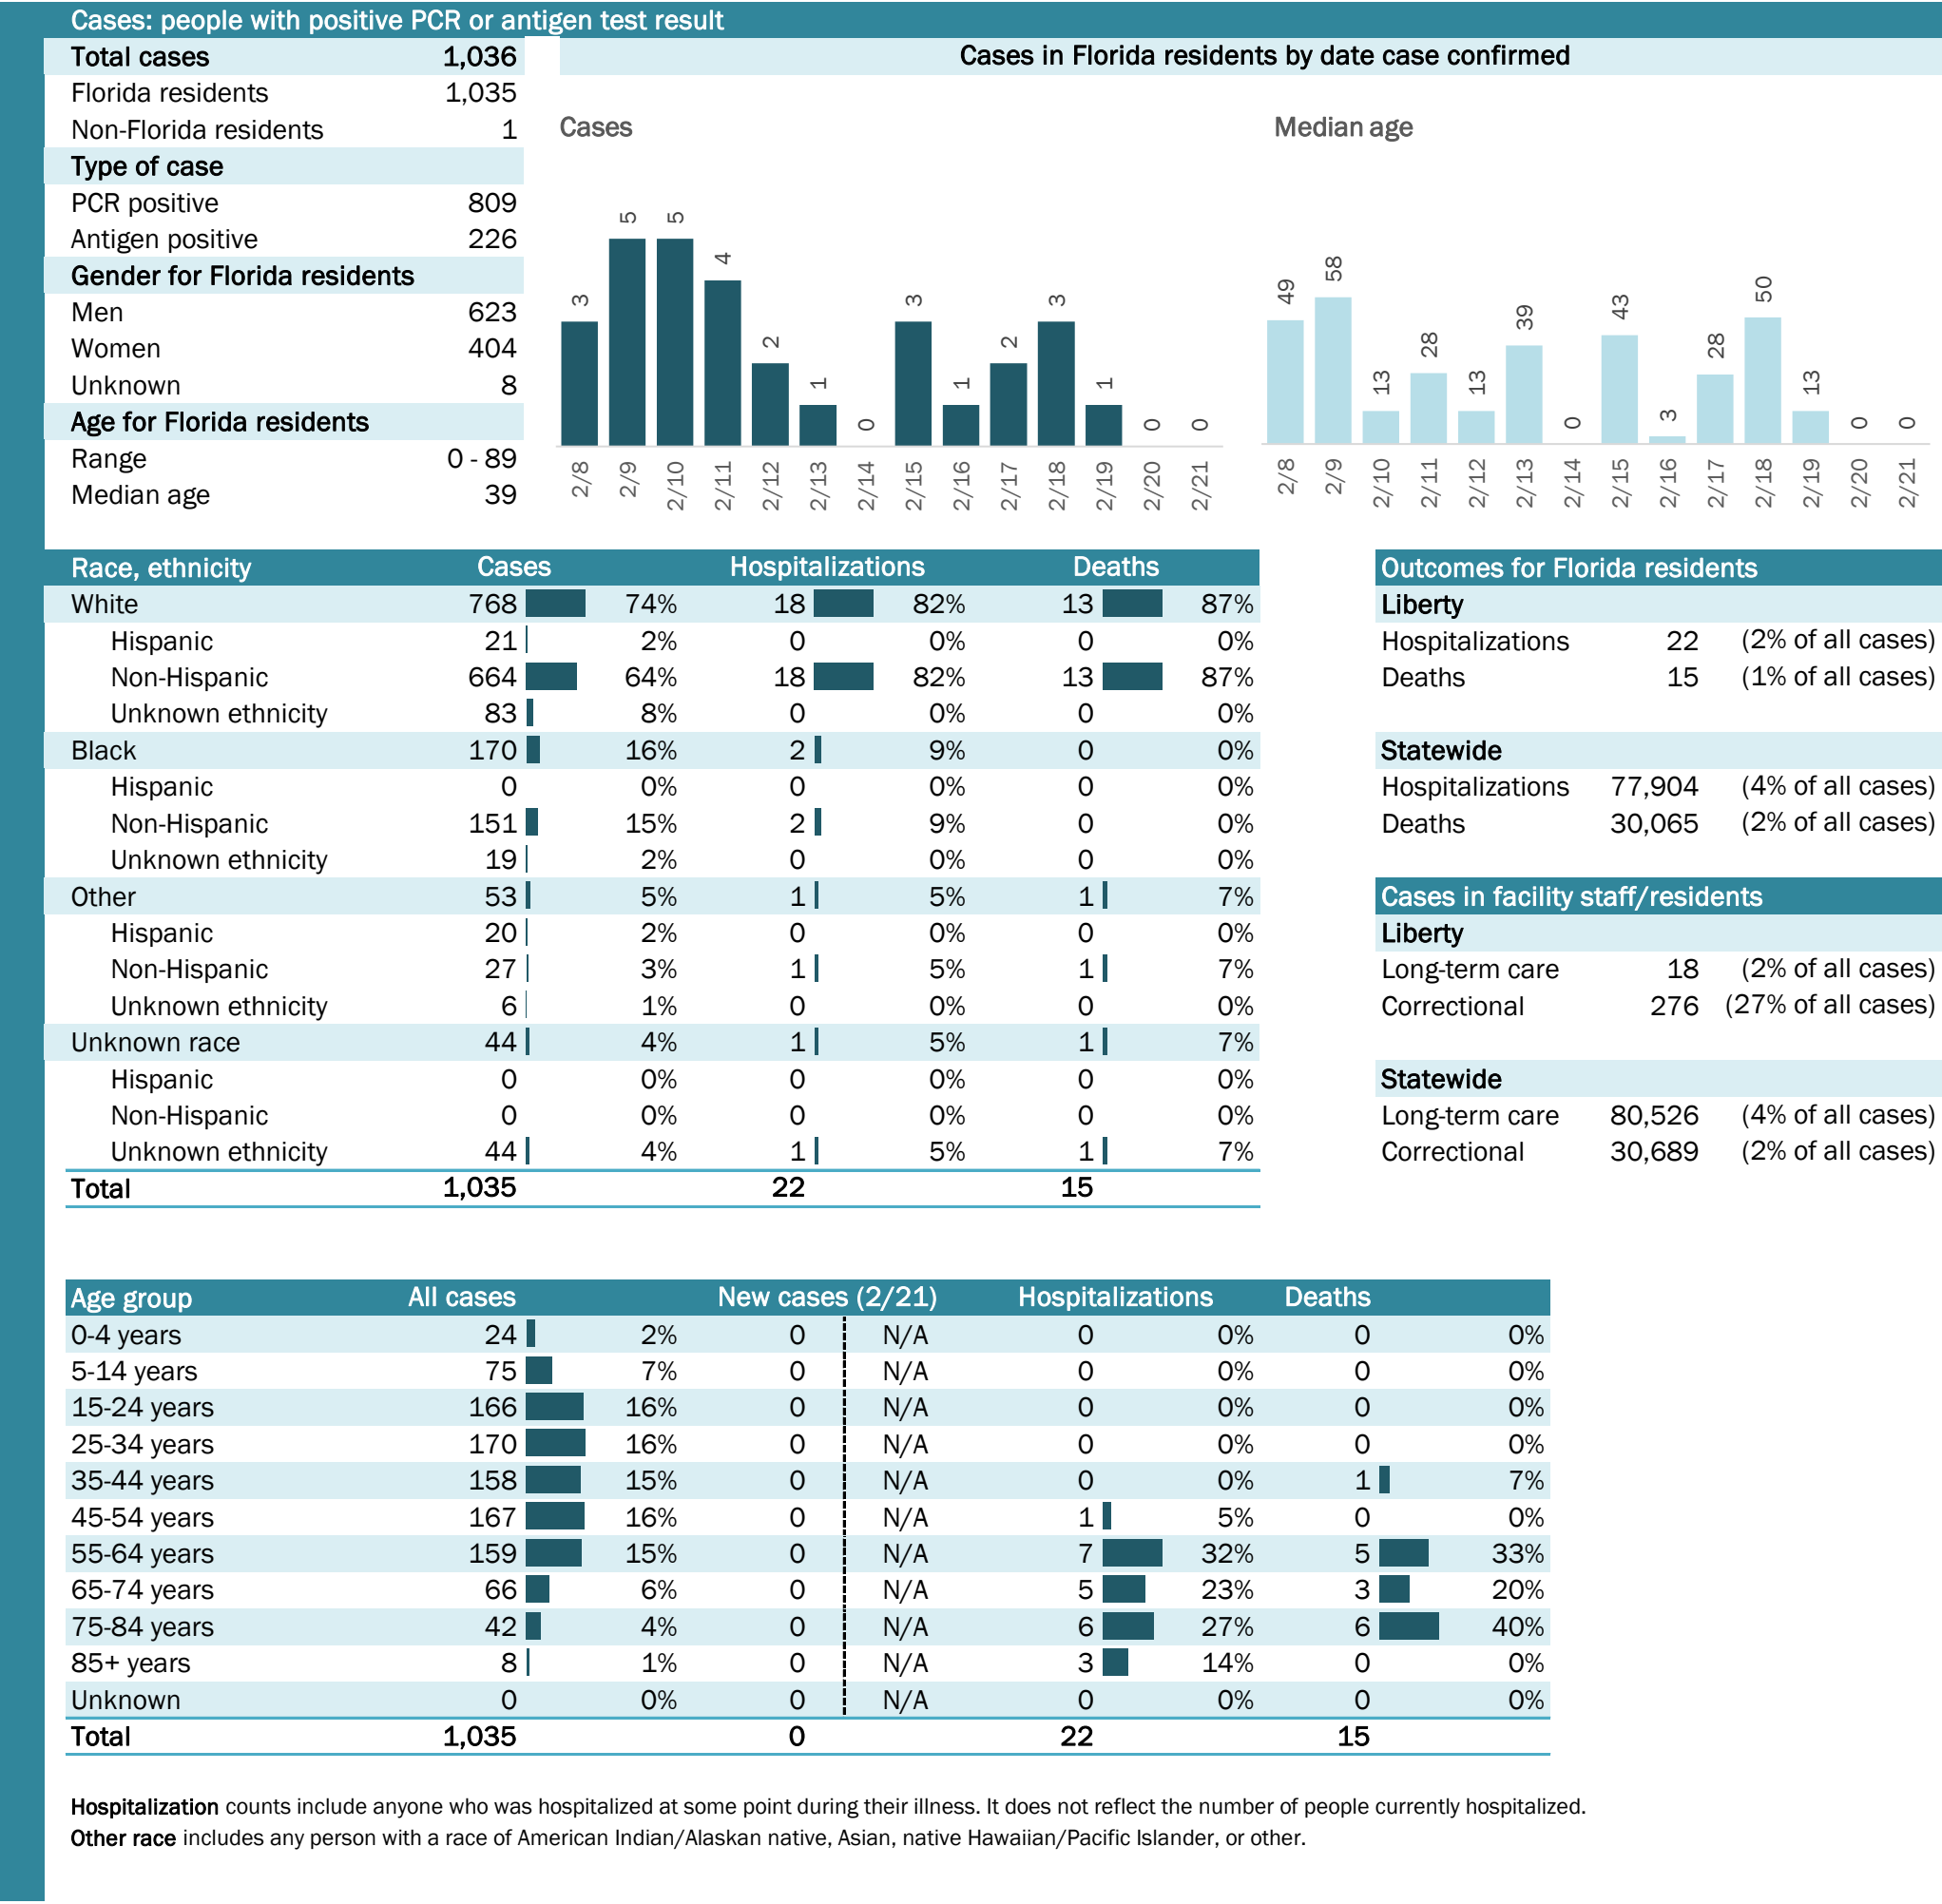 Cases: people with positive PCR or antigen test result
Total cases 1,036
Florida residents 1,035
Non-Florida residents 1
Type of case
PCR positive 809
Antigen positive 226
Gender for Florida residents
Men 623
Women 404
Unknown 8
Age for Florida residents
Range 0 - 89
Median age 39
Cases in Florida residents by date case confirmed
Cases
3 5 5 4 2 1 0 3 1 2 3 1 0 0
2/8 2/9 2/10 2/11 2/12 2/13 2/14 2/15 2/16 2/17 2/18 2/19 2/20 2/21
Median age
49 58 13 28 13 39 0 43 3 28 50 13 0 0
2/8 2/9 2/10 2/11 2/12 2/13 2/14 2/15 2/16 2/17 2/18 2/19 2/20 2/21
Race, ethnicity Cases Hospitalizations Deaths
White 768 74% 18 82% 13 87%
Hispanic 21 2% 0 0% 0 0%
Non-Hispanic 664 64% 18 82% 13 87%
Unknown ethnicity 83 8% 0 0% 0 0%
Black 170 16% 2 9% 0 0%
Hispanic 0 0% 0 0% 0 0%
Non-Hispanic 151 15% 2 9% 0 0%
Unknown ethnicity 19 2% 0 0% 0 0%
Other 53 5% 1 5% 1 7%
Hispanic 20 2% 0 0% 0 0%
Non-Hispanic 27 3% 1 5% 1 7%
Unknown ethnicity 6 1% 0 0% 0 0%
Unknown race 44 4% 1 5% 1 7%
Hispanic 0 0% 0 0% 0 0%
Non-Hispanic 0 0% 0 0% 0 0%
Unknown ethnicity 44 4% 1 5% 1 7%
Total 1,035 22 15
Outcomes for Florida residents
Liberty
Hospitalizations 22 (2% of all cases)
Deaths 15 (1% of all cases)
Statewide
Hospitalizations 77,904 (4% of all cases)
Deaths 30,065 (2% of all cases)
Cases in facility staff/residents
Liberty
Long-term care 18 (2% of all cases)
Correctional 276 (27% of all cases)
Statewide
Long-term care 80,526 (4% of all cases)
Correctional 30,689 (2% of all cases)
Age group All cases New cases (2/21) Hospitalizations Deaths
0-4 years 24 2% 0 N/A 0 0% 0 0%
5-14 years 75 7% 0 N/A 0 0% 0 0%
15-24 years 166 16% 0 N/A 0 0% 0 0%
25-34 years 170 16% 0 N/A 0 0% 0 0%
35-44 years 158 15% 0 N/A 0 0% 1 7%
45-54 years 167 16% 0 N/A 1 5% 0 0%
55-64 years 159 15% 0 N/A 7 32% 5 33%
65-74 years 66 6% 0 N/A 5 23% 3 20%
75-84 years 42 4% 0 N/A 6 27% 6 40%
85+ years 8 1% 0 N/A 3 14% 0 0%
Unknown 0 0% 0 N/A 0 0% 0 0%
Total 1,035 0 22 15
Hospitalization counts include anyone who was hospitalized at some point during their illness. It does not reflect the number of people currently hospitalized.
Other race includes any person with a race of American Indian/Alaskan native, Asian, native Hawaiian/Pacific Islander, or other.